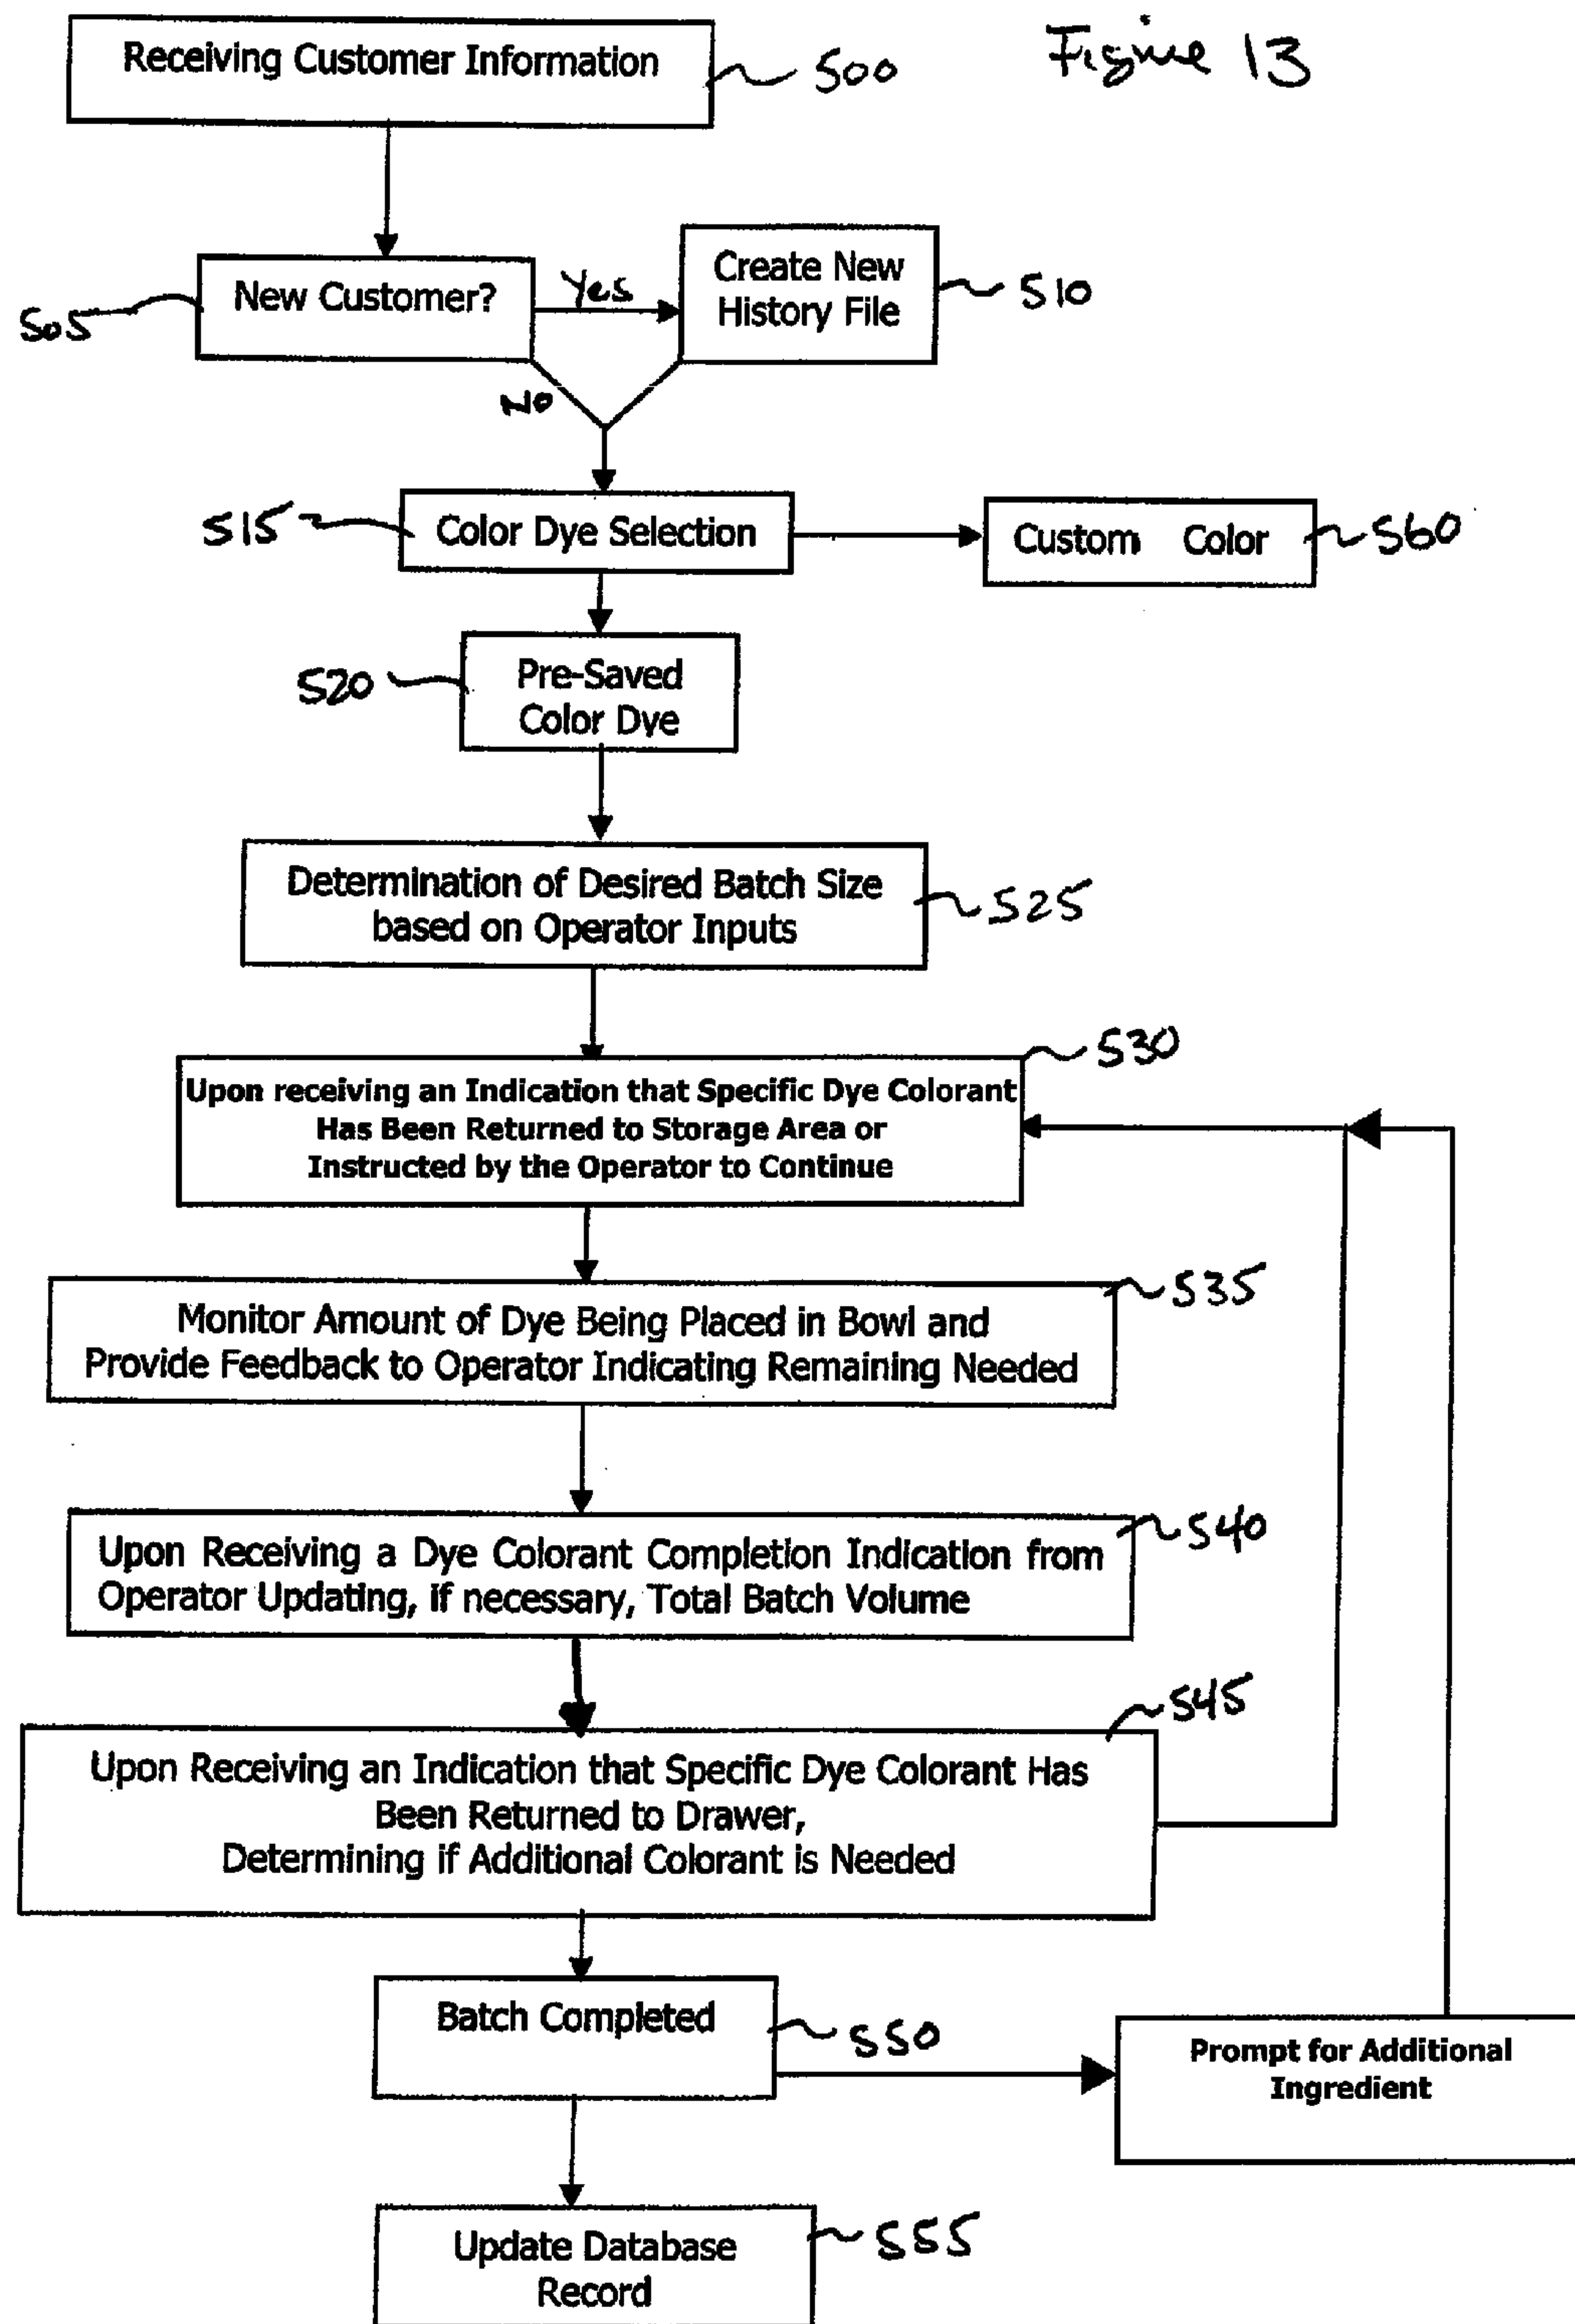 Figure 13
Receiving Customer Information
500
New Customer?
505
Yes
No
Create New
History File
510
515
Color Dye Selection
Custom Color
560
520
Pre-Saved
Color Dye
Determination of Desired Batch Size
based on Operator Inputs
525
530
Upon receiving an Indication that Specific Dye Colorant
Has Been Returned to Storage Area or
Instructed by the Operator to Continue
535
Monitor Amount of Dye Being Placed in Bowl and
Provide Feedback to Operator Indicating Remaining Needed
540
Upon Receiving a Dye Colorant Completion Indication from
Operator Updating, if necessary, Total Batch Volume
545
Upon Receiving an Indication that Specific Dye Colorant Has
Been Returned to Drawer,
Determining if Additional Colorant is Needed
Batch Completed
550
Prompt for Additional
Ingredient
Update Database
Record
555